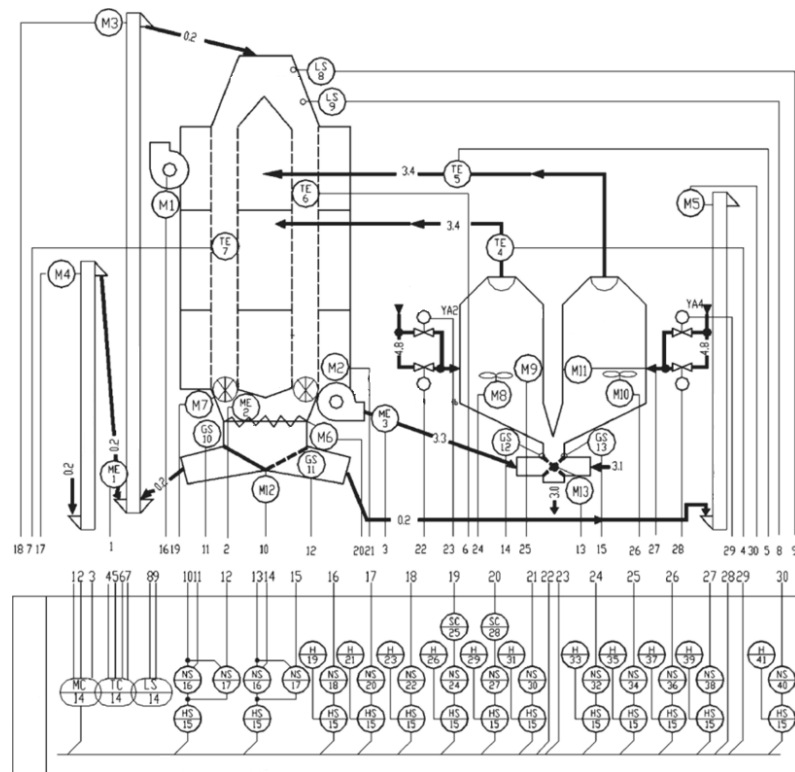 M3
0.2
LS 8
LS 9
M1
3.4
TE 5
TE 6
M5
3.4
TE 7
TE 4
M4
YA2
YA4
4.8
4.8
M2
M9
M11
M7
ME 2
M8
M10
ME 3
GS 10
M6
GS 12
GS 13
0.2
0.2
ME 1
0.2
GS 11
3.3
3.1
M12
M13
3.0
0.2
18 7 17 1 16 19 11 2 10 12 20 21 3 22 23 6 24 14 25 13 15 26 27 28 29 4 30 5 8 9
1 2 3 4 5 6 7 8 9 10 11 12 13 14 15 16 17 18 19 20 21 22 23 24 25 26 27 28 29 30
SC 25
SC 28
H 19
H 21
H 23
H 26
H 29
H 31
H 33
H 35
H 37
H 39
H 41
MC 14
TC 14
LS 14
NS 16
NS 17
NS 16
NS 17
NS 18
NS 20
NS 22
NS 24
NS 27
NS 30
NS 32
NS 34
NS 36
NS 38
NS 40
HS 15
HS 15
HS 15
HS 15
HS 15
HS 15
HS 15
HS 15
HS 15
HS 15
HS 15
HS 15
HS 15